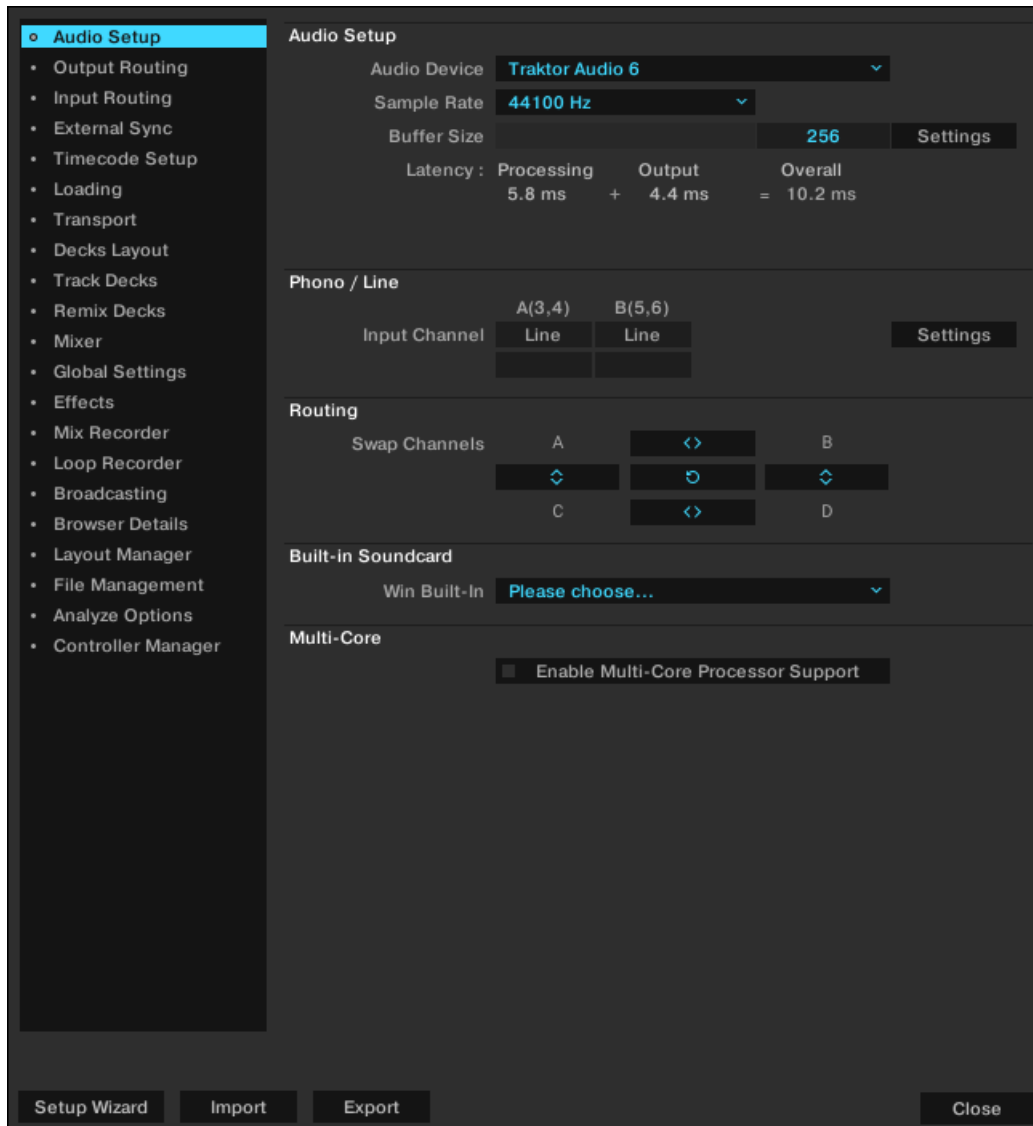 Audio Setup
Output Routing
Input Routing
External Sync
Timecode Setup
Loading
Transport
Decks Layout
Track Decks
Remix Decks
Mixer
Global Settings
Effects
Mix Recorder
Loop Recorder
Broadcasting
Browser Details
Layout Manager
File Management
Analyze Options
Controller Manager
Audio Setup
Audio Device Traktor Audio 6
Sample Rate 44100 Hz
Buffer Size 256 Settings
Latency : Processing Output Overall
5.8 ms + 4.4 ms = 10.2 ms
Phono / Line
A(3,4) B(5,6)
Input Channel Line Line Settings
Routing
Swap Channels A <> B
C <> D
Built-in Soundcard
Win Built-In Please choose...
Multi-Core
Enable Multi-Core Processor Support
Setup Wizard Import Export Close